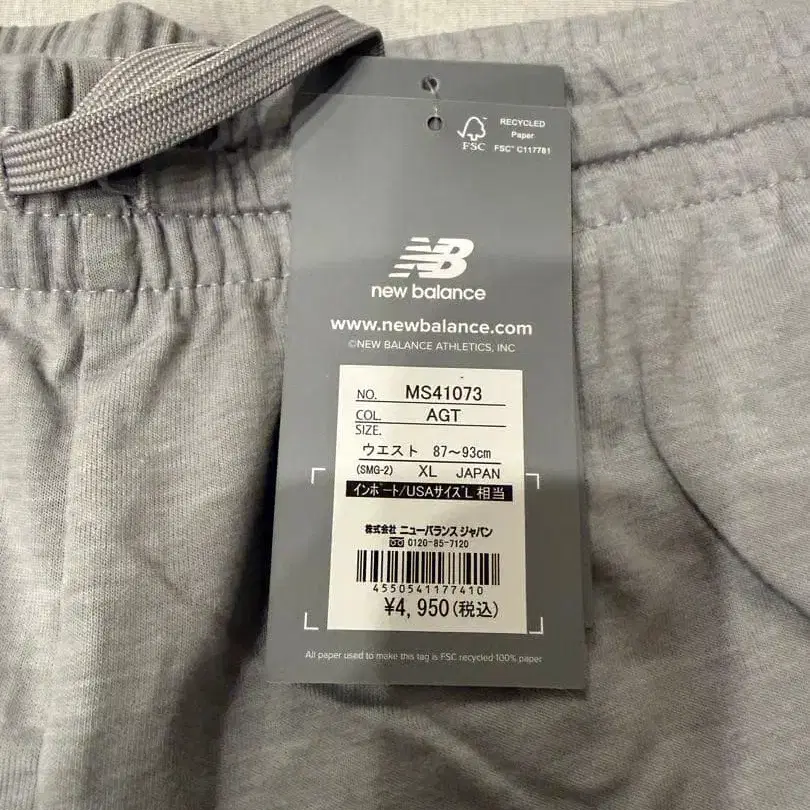 RECYCLED
Paper
FSC® C117781
FSC
NB
new balance
www.newbalance.com
©NEW BALANCE ATHLETICS, INC
NO. MS41073
COL. AGT
SIZE.
ウエスト 87〜93cm
(SMG-2) XL JAPAN
インポート/USAサイズL 相当
株式会社 ニューバランス ジャパン
0120-85-7120
4550541177410
¥4,950(税込)
All paper used to make this tag is FSC recycled 100% paper